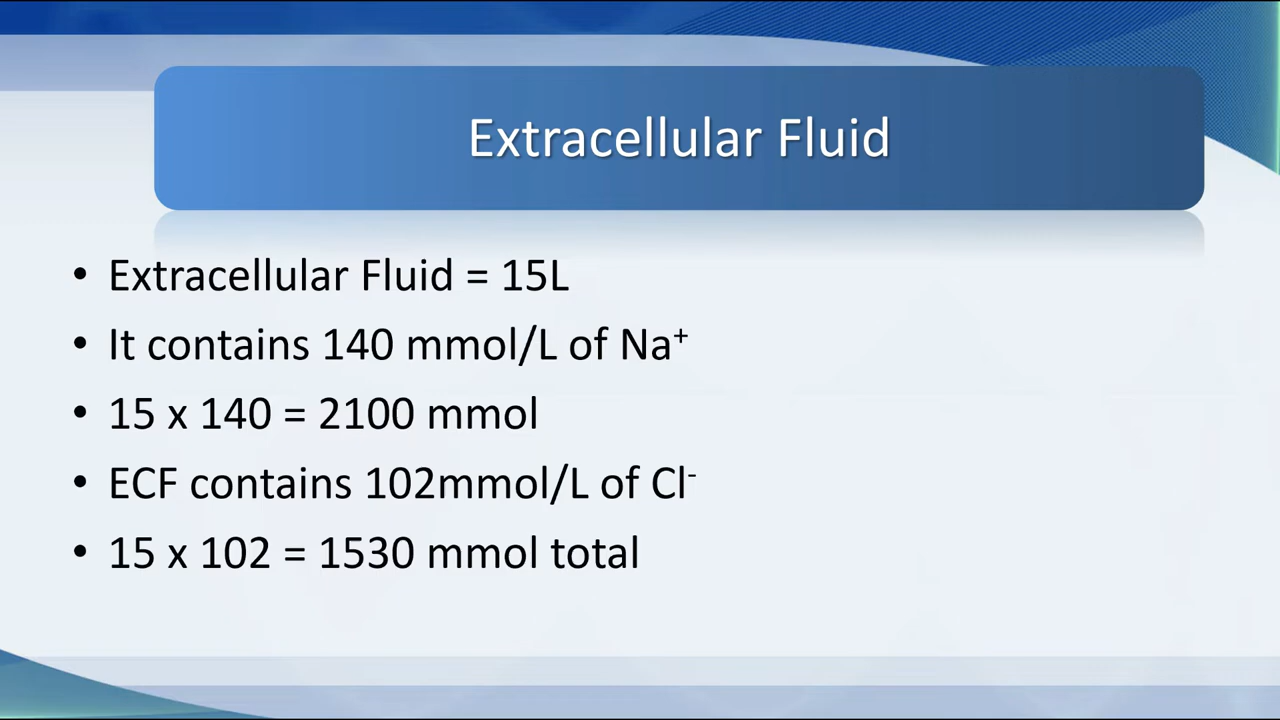 Extracellular Fluid
• Extracellular Fluid = 15L
• It contains 140 mmol/L of Na⁺
• 15 x 140 = 2100 mmol
• ECF contains 102mmol/L of Cl⁻
• 15 x 102 = 1530 mmol total